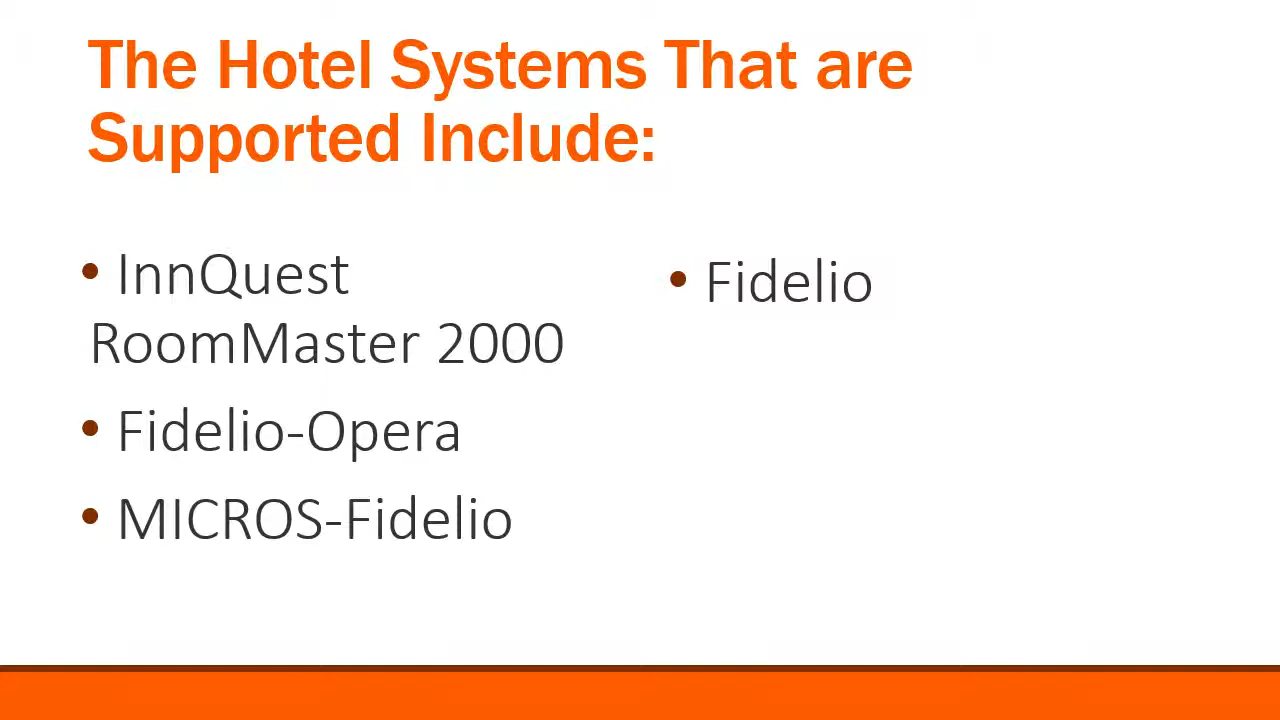 The Hotel Systems That are
Supported Include:
• InnQuest
RoomMaster 2000
• Fidelio-Opera
• MICROS-Fidelio
• Fidelio